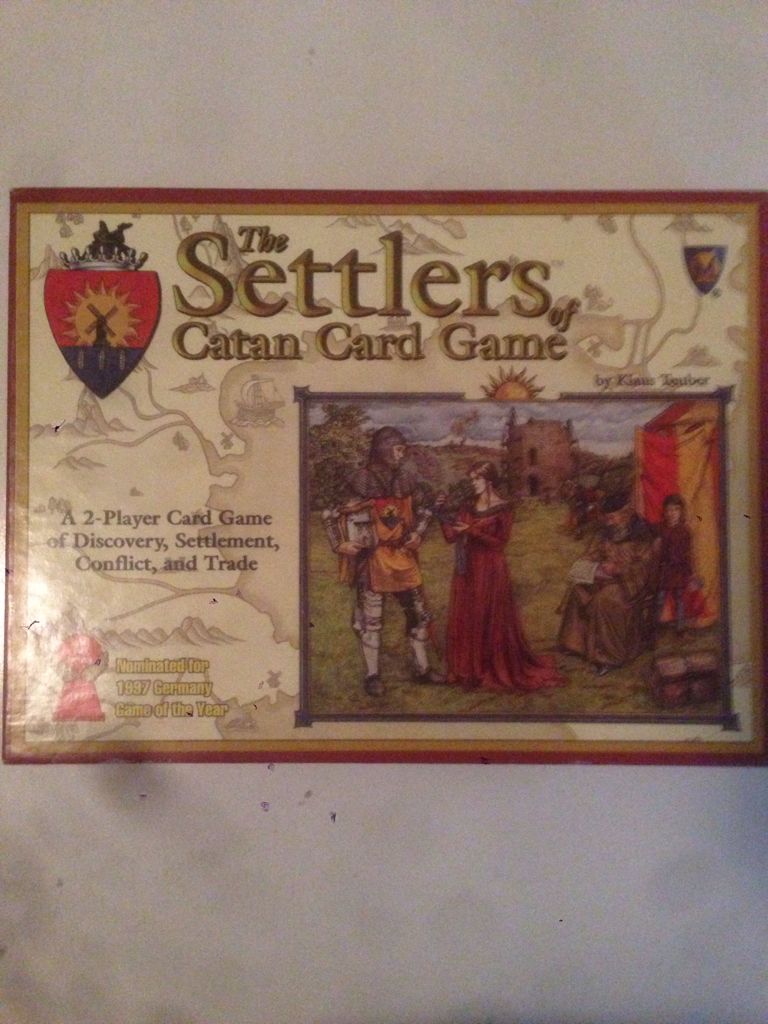 The
Settlers of
Catan Card Game
by Klaus Teuber
A 2-Player Card Game
of Discovery, Settlement,
Conflict, and Trade
Nominated for
1997 Germany
Game of the Year